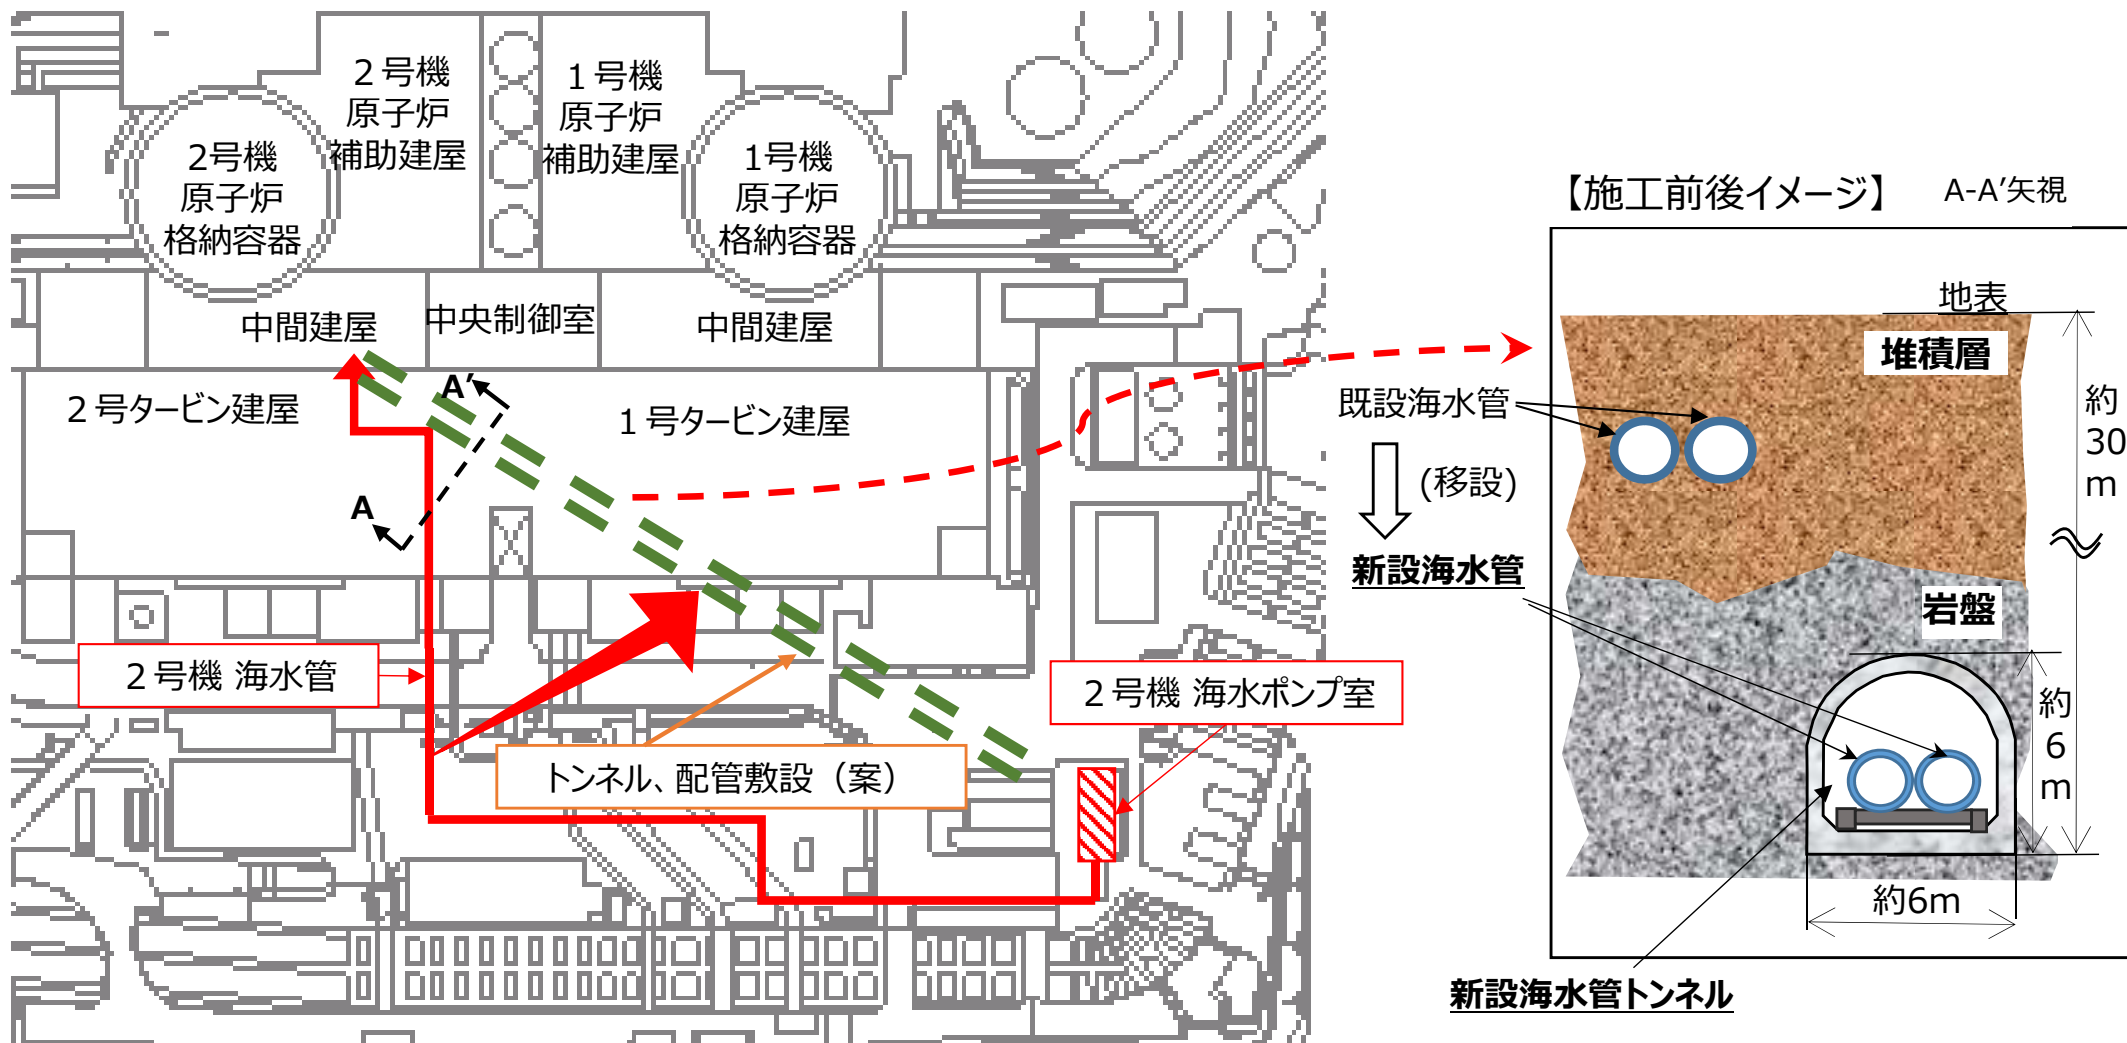 ２号機
原子炉
補助建屋
１号機
原子炉
補助建屋
2号機
原子炉
格納容器
1号機
原子炉
格納容器
中間建屋
中央制御室
中間建屋
２号タービン建屋
A’
１号タービン建屋
A
２号機 海水管
２号機 海水ポンプ室
トンネル、配管敷設（案）
【施工前後イメージ】
A-A’矢視
地表
堆積層
既設海水管
(移設)
約
30
m
新設海水管
岩盤
約
6
m
約6m
新設海水管トンネル